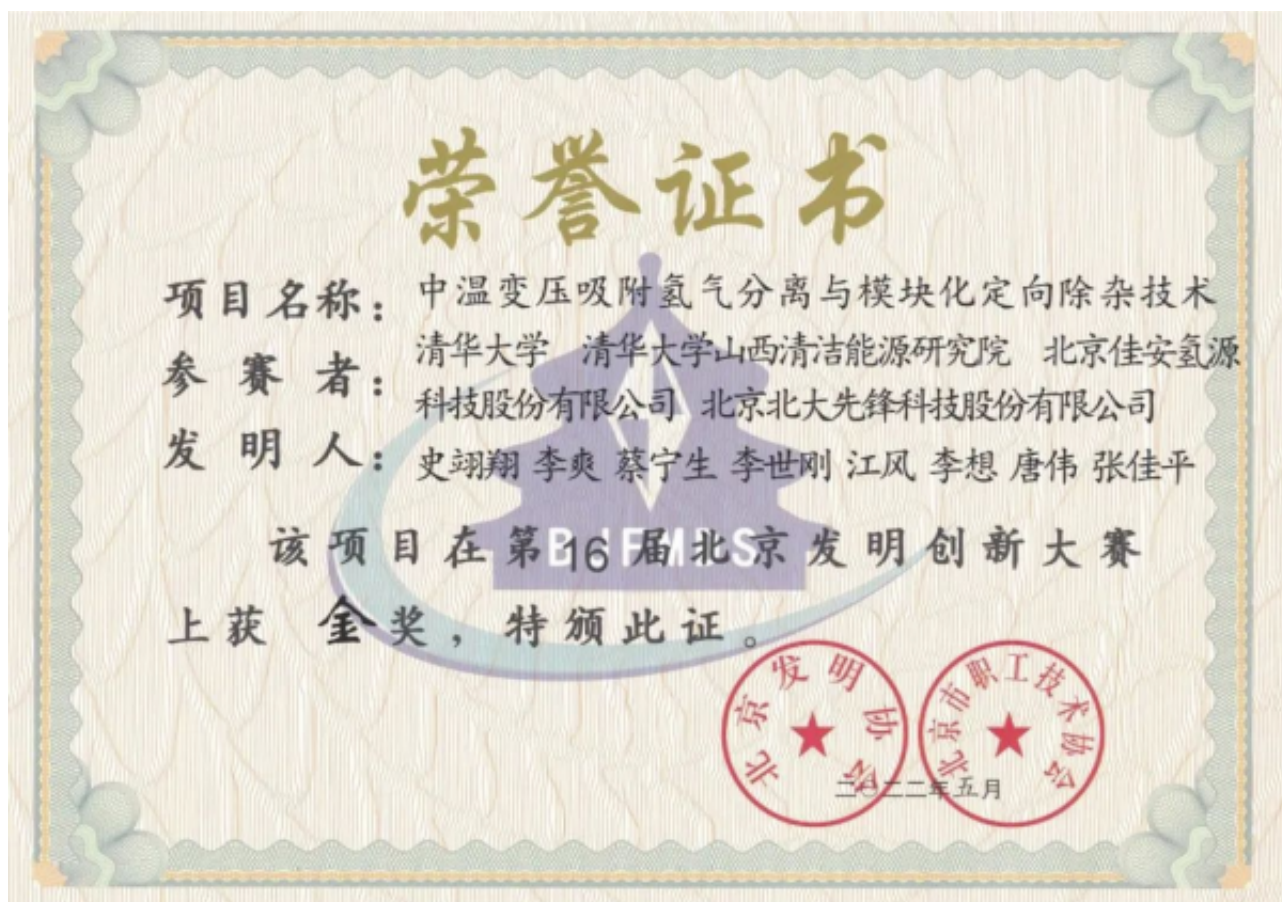 荣誉证书
项目名称：中温变压吸附氢气分离与模块化定向除杂技术
参赛者：清华大学 清华大学山西清洁能源研究院 北京佳安氢源
科技股份有限公司 北京北大先锋科技股份有限公司
发明人：史翊翔 李爽 蔡宁生 李世刚 江风 李想 唐伟 张佳平
该项目在第16届北京发明创新大赛
上获 金奖，特颁此证。
BJFMLS
北京发明协会
北京市职工技术协会
二〇二二年五月